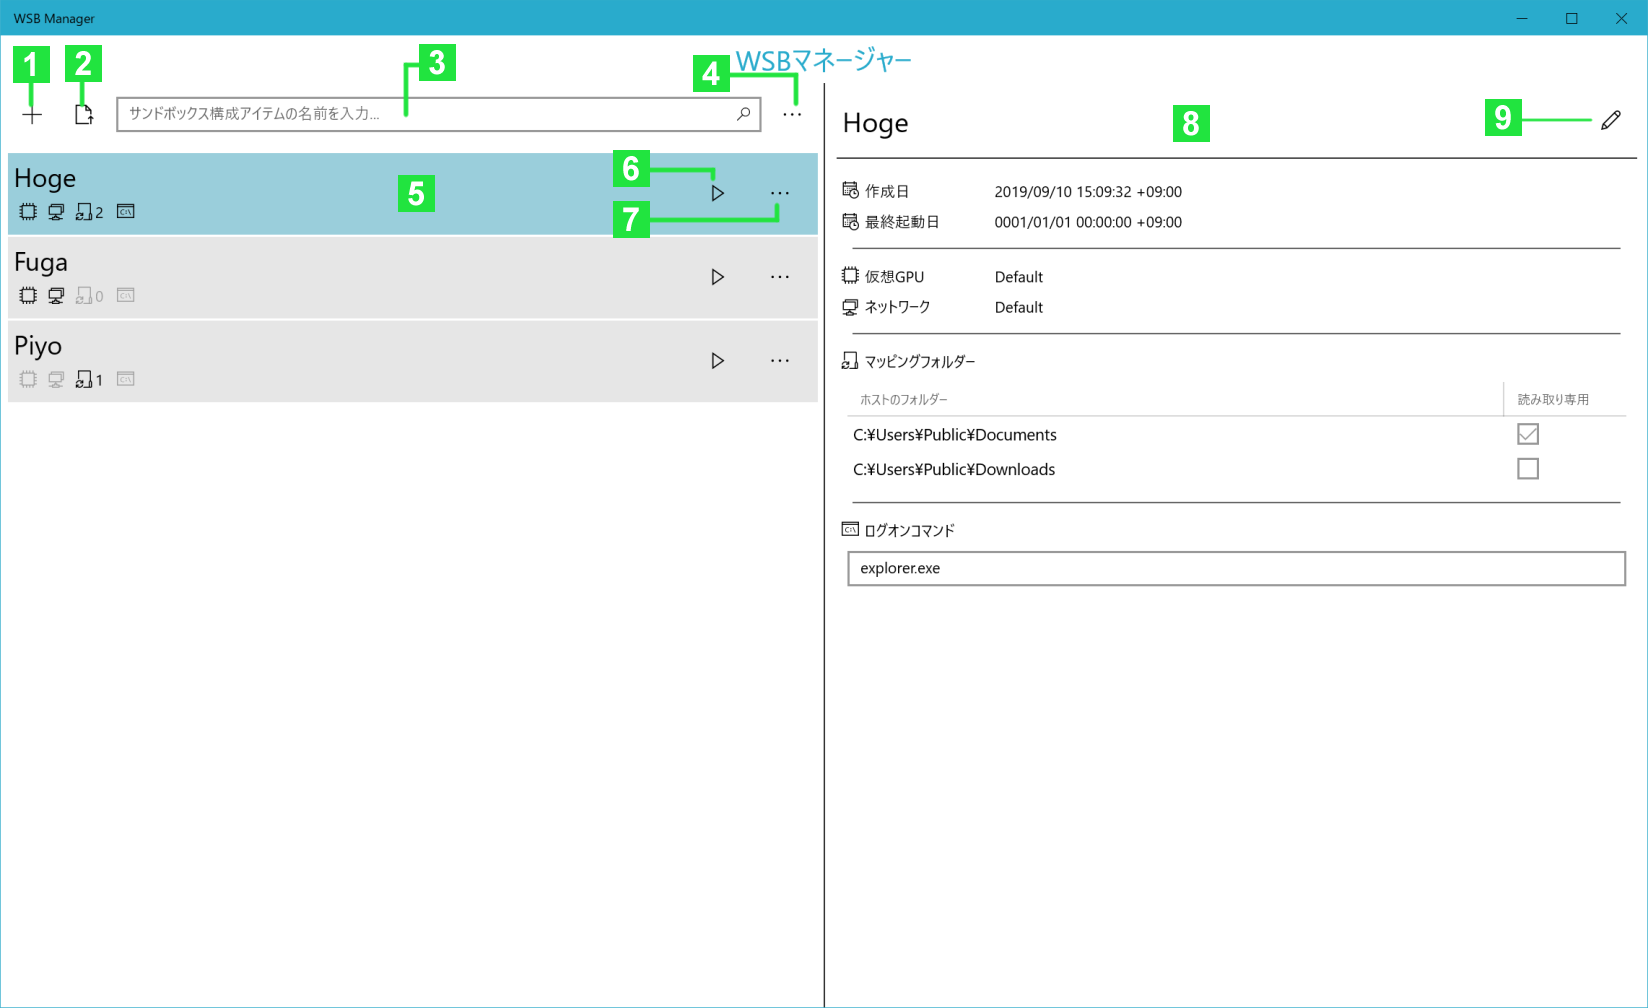 WSB Manager
WSBマネージャー
1
2
3
4
サンドボックス構成アイテムの名前を入力...
Hoge
2
C:\
5
6
7
Fuga
0
C:\
Piyo
1
C:\
Hoge
8
9
作成日 2019/09/10 15:09:32 +09:00
最終起動日 0001/01/01 00:00:00 +09:00
仮想GPU Default
ネットワーク Default
マッピングフォルダー
ホストのフォルダー 読み取り専用
C:¥Users¥Public¥Documents
C:¥Users¥Public¥Downloads
C:\ ログオンコマンド
explorer.exe